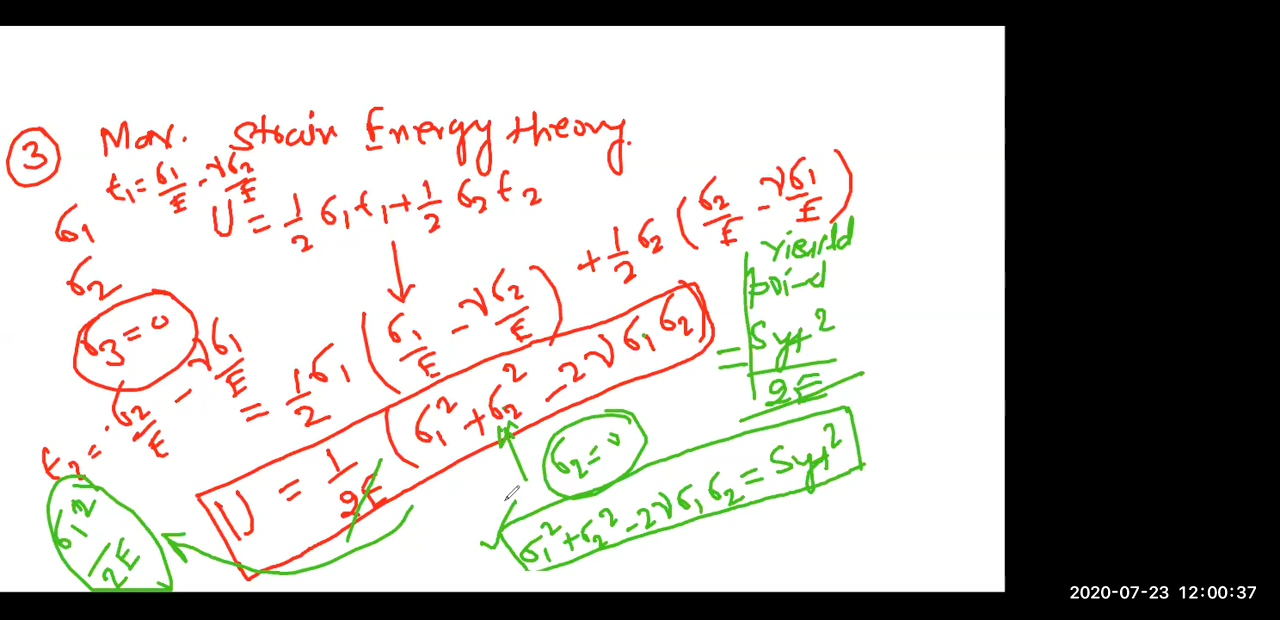 ③ Max. Strain Energy theory.
ϵ₁ = σ₁/E - νσ₂/E
U = 1/2 σ₁ϵ₁ + 1/2 σ₂ϵ₂
σ₁
σ₂
σ₃ = 0
ϵ₂ = σ₂/E - νσ₁/E
= 1/2 σ₁ (σ₁/E - νσ₂/E) + 1/2 σ₂ (σ₂/E - νσ₁/E)
U = 1/2E (σ₁² + σ₂² - 2νσ₁σ₂)
yierld
point
= Syt²/2E
σ₂ = 0
σ₁²/2E
σ₁² + σ₂² - 2νσ₁σ₂ = Syt²
2020-07-23 12:00:37